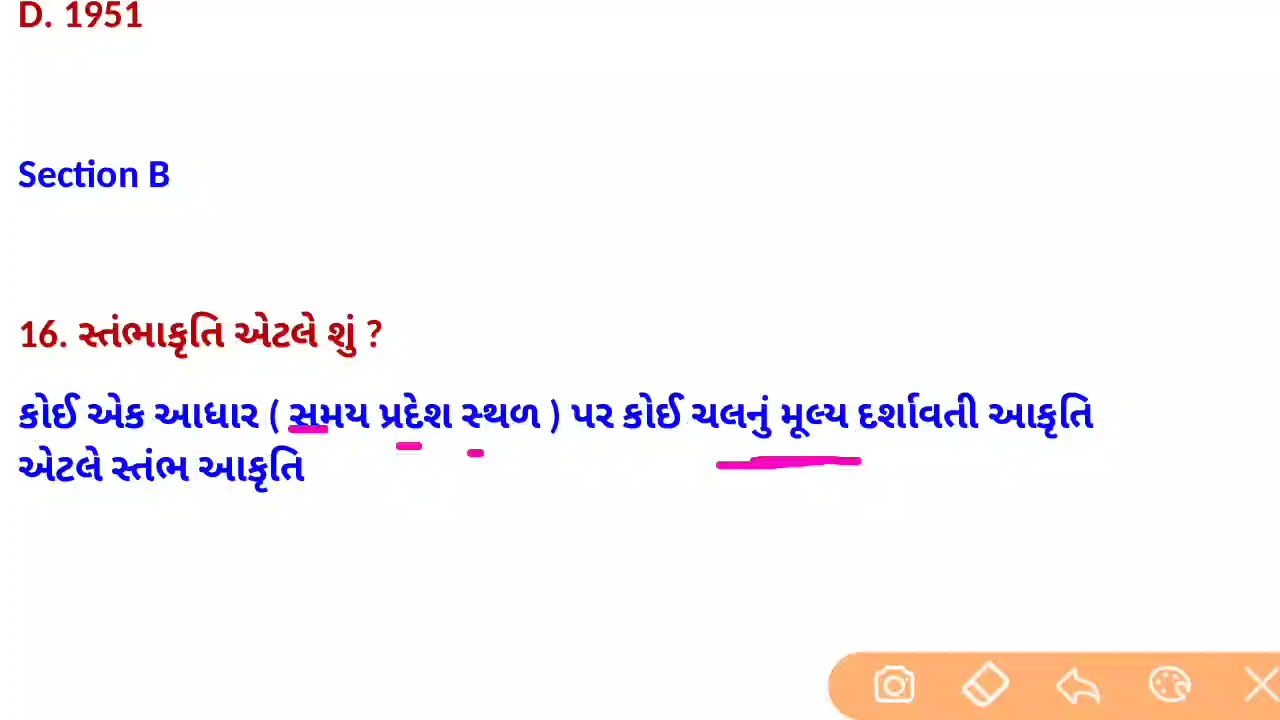 D. 1951
Section B
16. સ્તંભાકૃતિ એટલે શું ?
કોઈ એક આધાર ( સમય પ્રદેશ સ્થળ ) પર કોઈ ચલનું મૂલ્ય દર્શાવતી આકૃતિ
એટલે સ્તંભ આકૃતિ